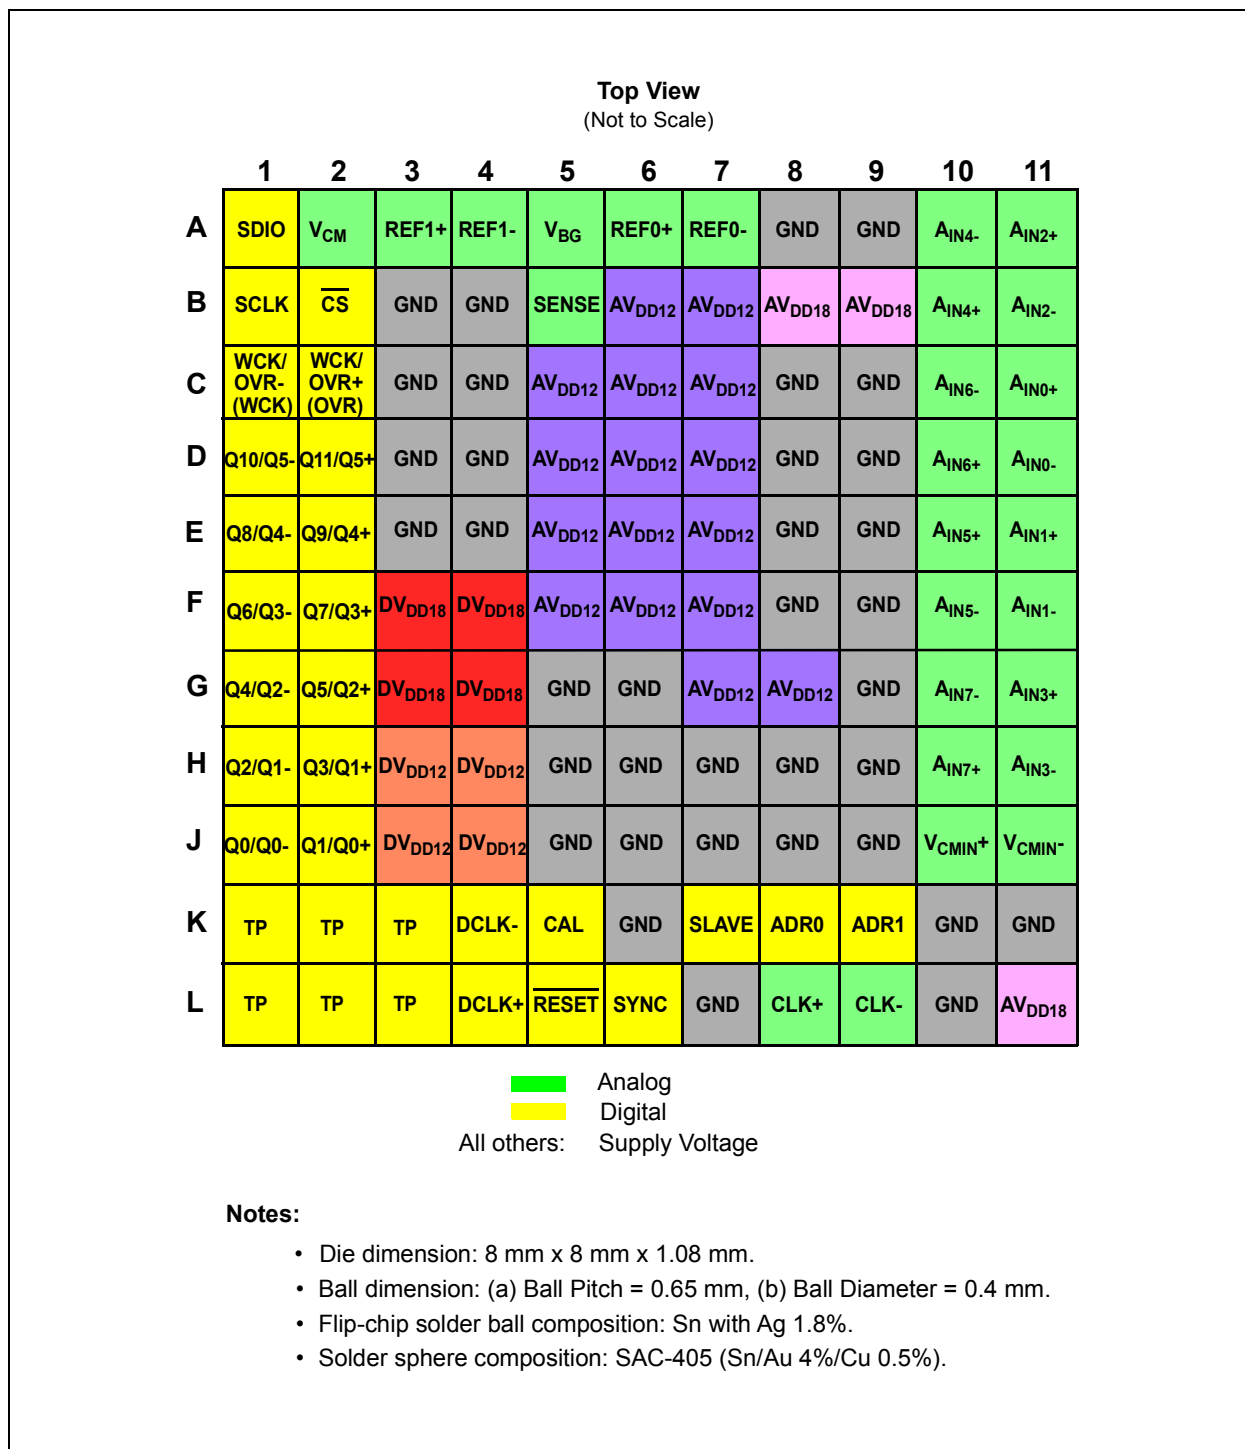 Top View
(Not to Scale)
1 2 3 4 5 6 7 8 9 10 11
A SDIO VCM REF1+ REF1- VBG REF0+ REF0- GND GND AIN4- AIN2+
B SCLK CS GND GND SENSE AVDD12 AVDD12 AVDD18 AVDD18 AIN4+ AIN2-
C WCK/OVR- (WCK) WCK/OVR+ (OVR) GND GND AVDD12 AVDD12 AVDD12 GND GND AIN6- AIN0+
D Q10/Q5- Q11/Q5+ GND GND AVDD12 AVDD12 AVDD12 GND GND AIN6+ AIN0-
E Q8/Q4- Q9/Q4+ GND GND AVDD12 AVDD12 AVDD12 GND GND AIN5+ AIN1+
F Q6/Q3- Q7/Q3+ DVDD18 DVDD18 AVDD12 AVDD12 AVDD12 GND GND AIN5- AIN1-
G Q4/Q2- Q5/Q2+ DVDD18 DVDD18 GND GND AVDD12 AVDD12 GND AIN7- AIN3+
H Q2/Q1- Q3/Q1+ DVDD12 DVDD12 GND GND GND GND GND AIN7+ AIN3-
J Q0/Q0- Q1/Q0+ DVDD12 DVDD12 GND GND GND GND GND VCMIN+ VCMIN-
K TP TP TP DCLK- CAL GND SLAVE ADR0 ADR1 GND GND
L TP TP TP DCLK+ RESET SYNC GND CLK+ CLK- GND AVDD18
Analog
Digital
All others: Supply Voltage
Notes:
• Die dimension: 8 mm x 8 mm x 1.08 mm.
• Ball dimension: (a) Ball Pitch = 0.65 mm, (b) Ball Diameter = 0.4 mm.
• Flip-chip solder ball composition: Sn with Ag 1.8%.
• Solder sphere composition: SAC-405 (Sn/Au 4%/Cu 0.5%).